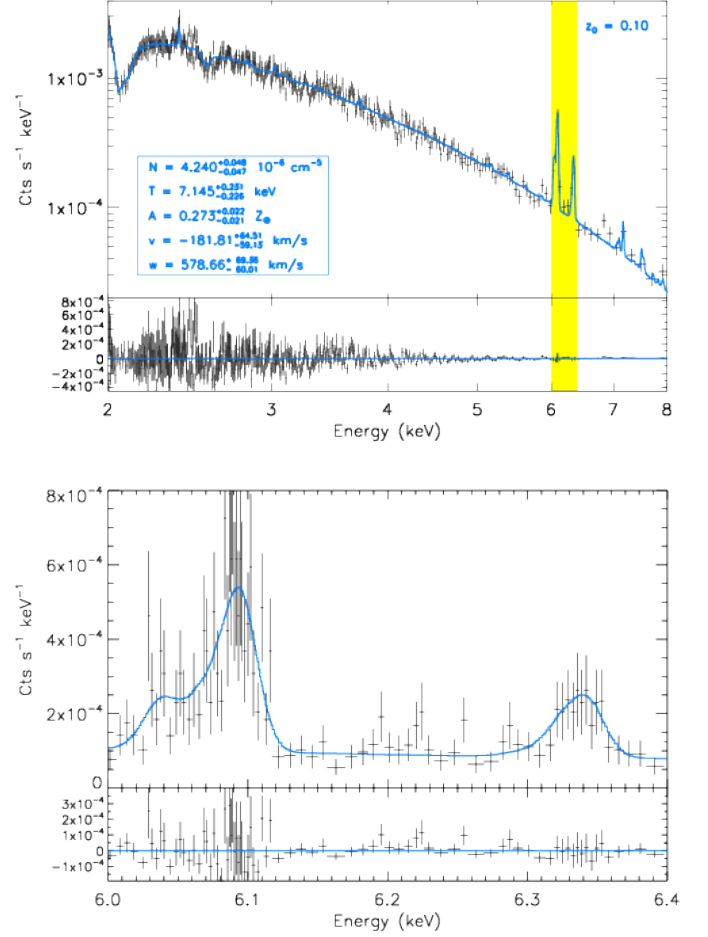 z₀ = 0.10
1×10⁻³
1×10⁻⁴
Cts s⁻¹ keV⁻¹
N = 4.240 +0.048 −0.047 10⁻⁶ cm⁻⁵
T = 7.145 +0.251 −0.226 keV
A = 0.273 +0.022 −0.021 Z⊙
v = −181.81 +64.51 −59.15 km/s
w = 578.66 + 69.56 − 60.01 km/s
8×10⁻⁴
6×10⁻⁴
4×10⁻⁴
2×10⁻⁴
0
−2×10⁻⁴
−4×10⁻⁴
2 3 4 5 6 7 8
Energy (keV)
8×10⁻⁴
6×10⁻⁴
4×10⁻⁴
2×10⁻⁴
0
Cts s⁻¹ keV⁻¹
3×10⁻⁴
2×10⁻⁴
1×10⁻⁴
0
−1×10⁻⁴
6.0 6.1 6.2 6.3 6.4
Energy (keV)